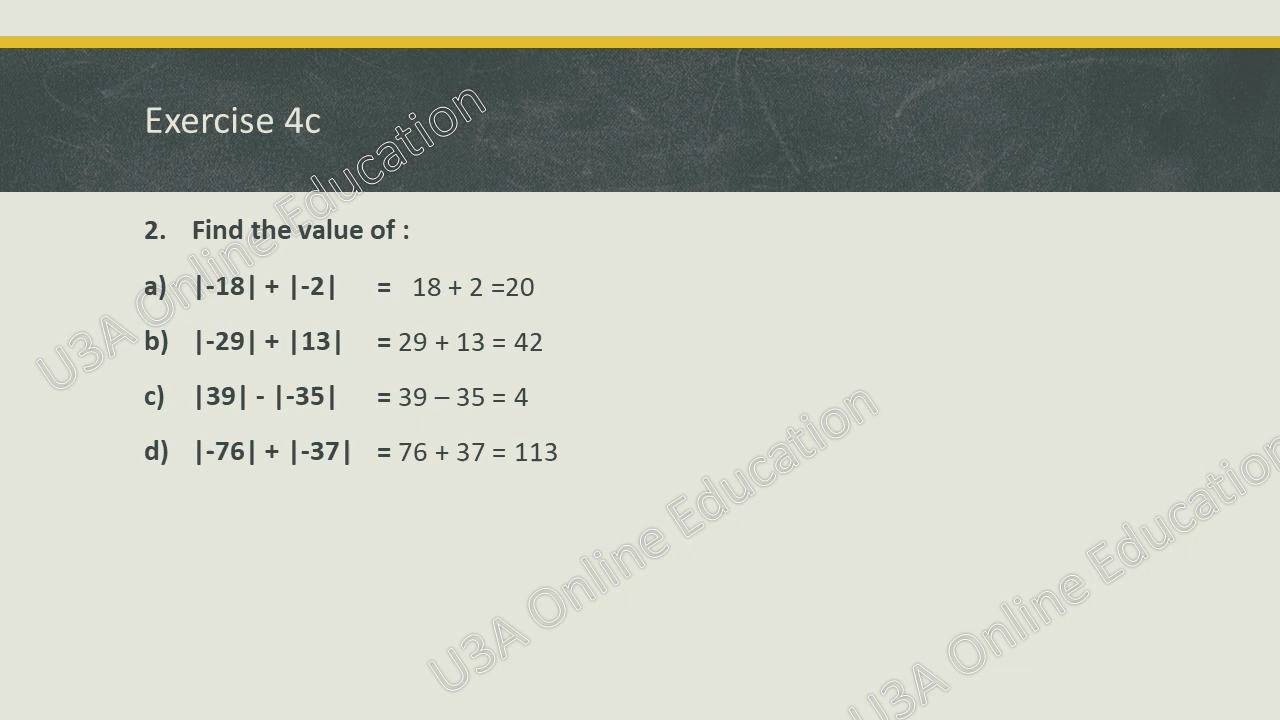 Exercise 4c
2. Find the value of :
a) |-18| + |-2| = 18 + 2 =20
b) |-29| + |13| = 29 + 13 = 42
c) |39| - |-35| = 39 – 35 = 4
d) |-76| + |-37| = 76 + 37 = 113
U3A Online Education
U3A Online Education
U3A Online Education